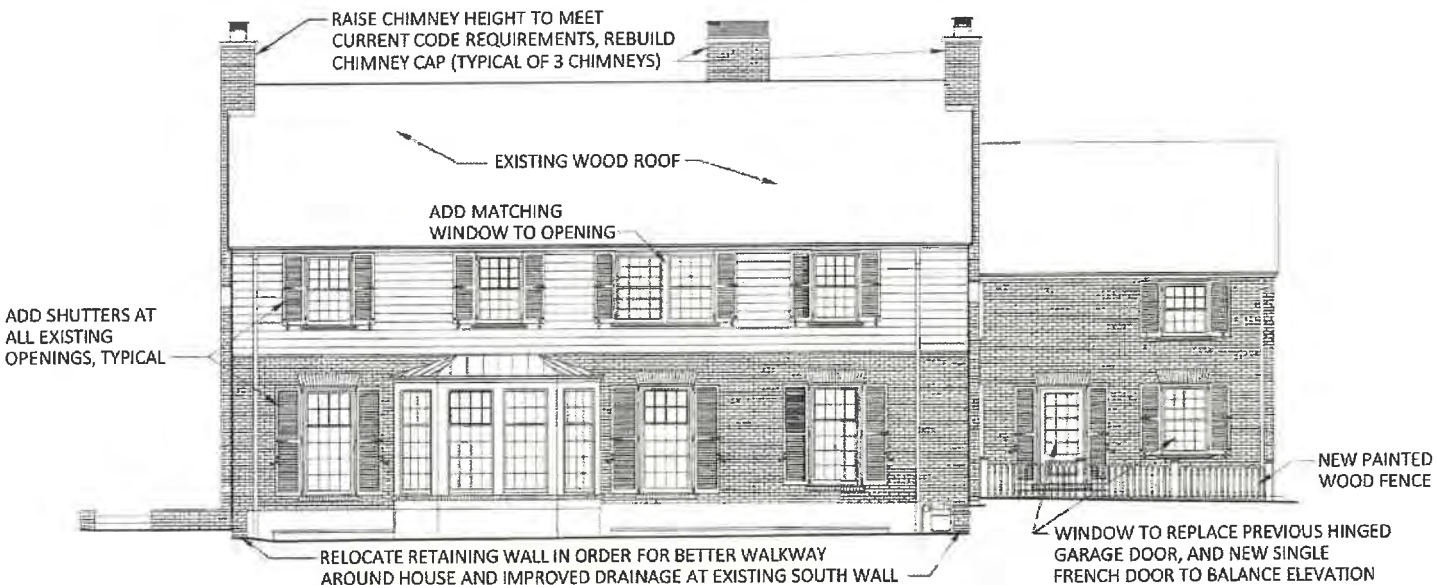 RAISE CHIMNEY HEIGHT TO MEET
CURRENT CODE REQUIREMENTS, REBUILD
CHIMNEY CAP (TYPICAL OF 3 CHIMNEYS)
EXISTING WOOD ROOF
ADD MATCHING
WINDOW TO OPENING
ADD SHUTTERS AT
ALL EXISTING
OPENINGS, TYPICAL
NEW PAINTED
WOOD FENCE
WINDOW TO REPLACE PREVIOUS HINGED
GARAGE DOOR, AND NEW SINGLE
FRENCH DOOR TO BALANCE ELEVATION
RELOCATE RETAINING WALL IN ORDER FOR BETTER WALKWAY
AROUND HOUSE AND IMPROVED DRAINAGE AT EXISTING SOUTH WALL